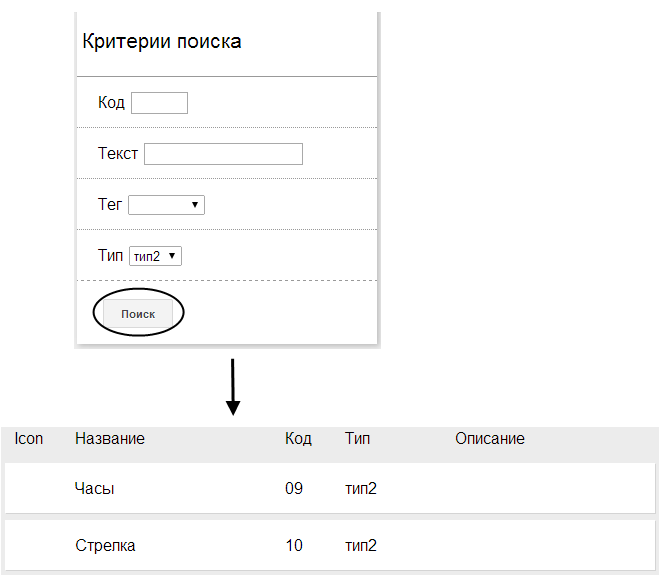 Критерии поиска
Код
Текст
Тег
Тип тип2
Поиск
Icon Название Код Тип Описание
Часы 09 тип2
Стрелка 10 тип2